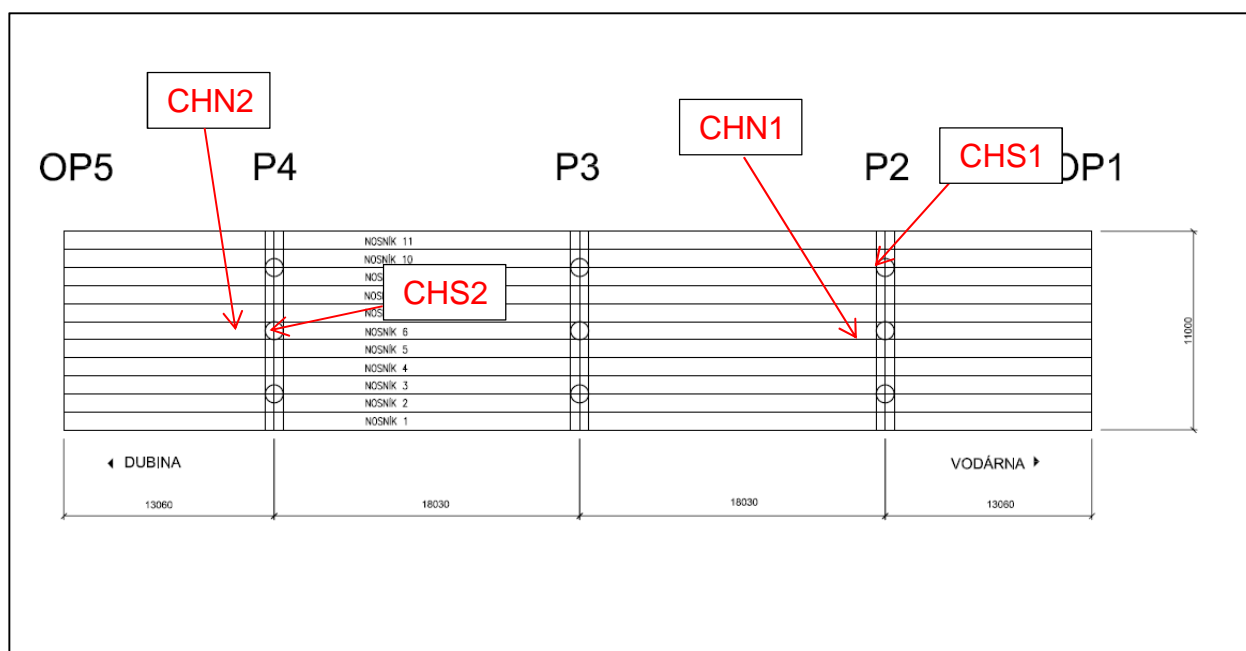 CHN2
CHN1
CHS1
OP5 P4 P3 P2 OP1
NOSNÍK 11
NOSNÍK 10
CHS2
NOSNÍK 6
NOSNÍK 5
NOSNÍK 4
NOSNÍK 3
NOSNÍK 2
NOSNÍK 1
11000
DUBINA VODÁRNA
13060 18030 18030 13060